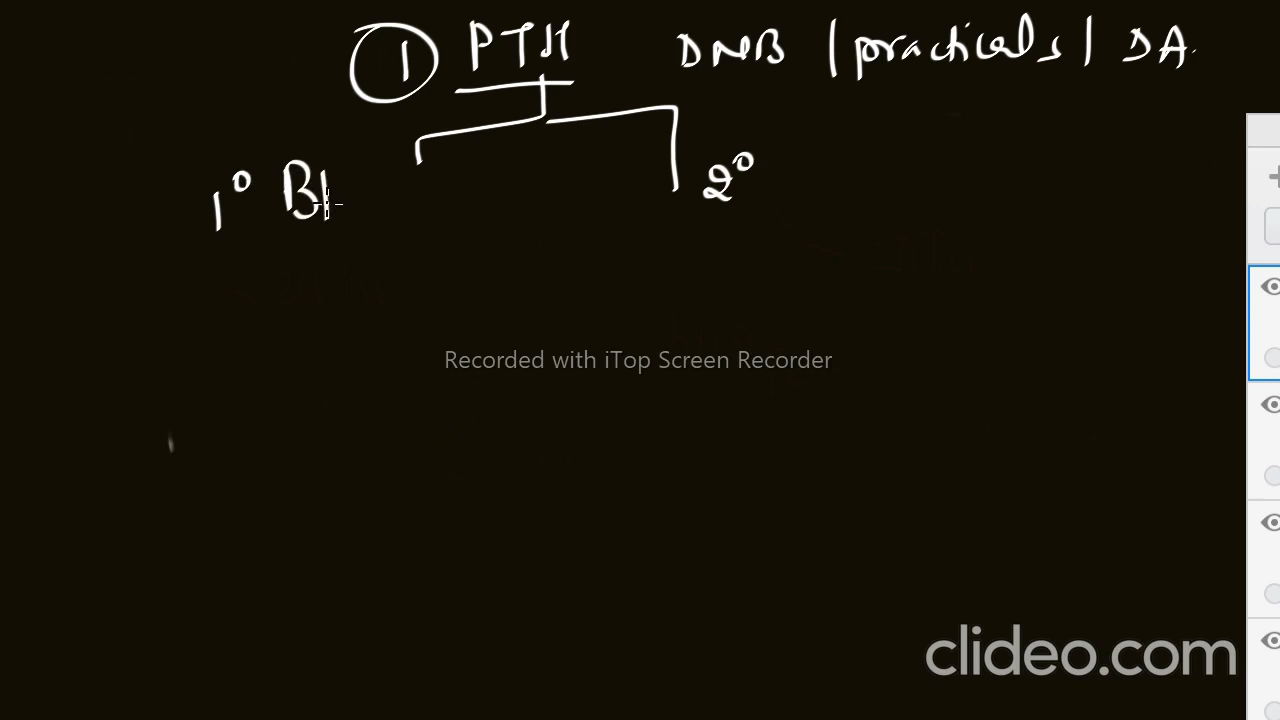 ① PTH DNB / practicals / DA.
1° B 2°
Recorded with iTop Screen Recorder
clideo.com